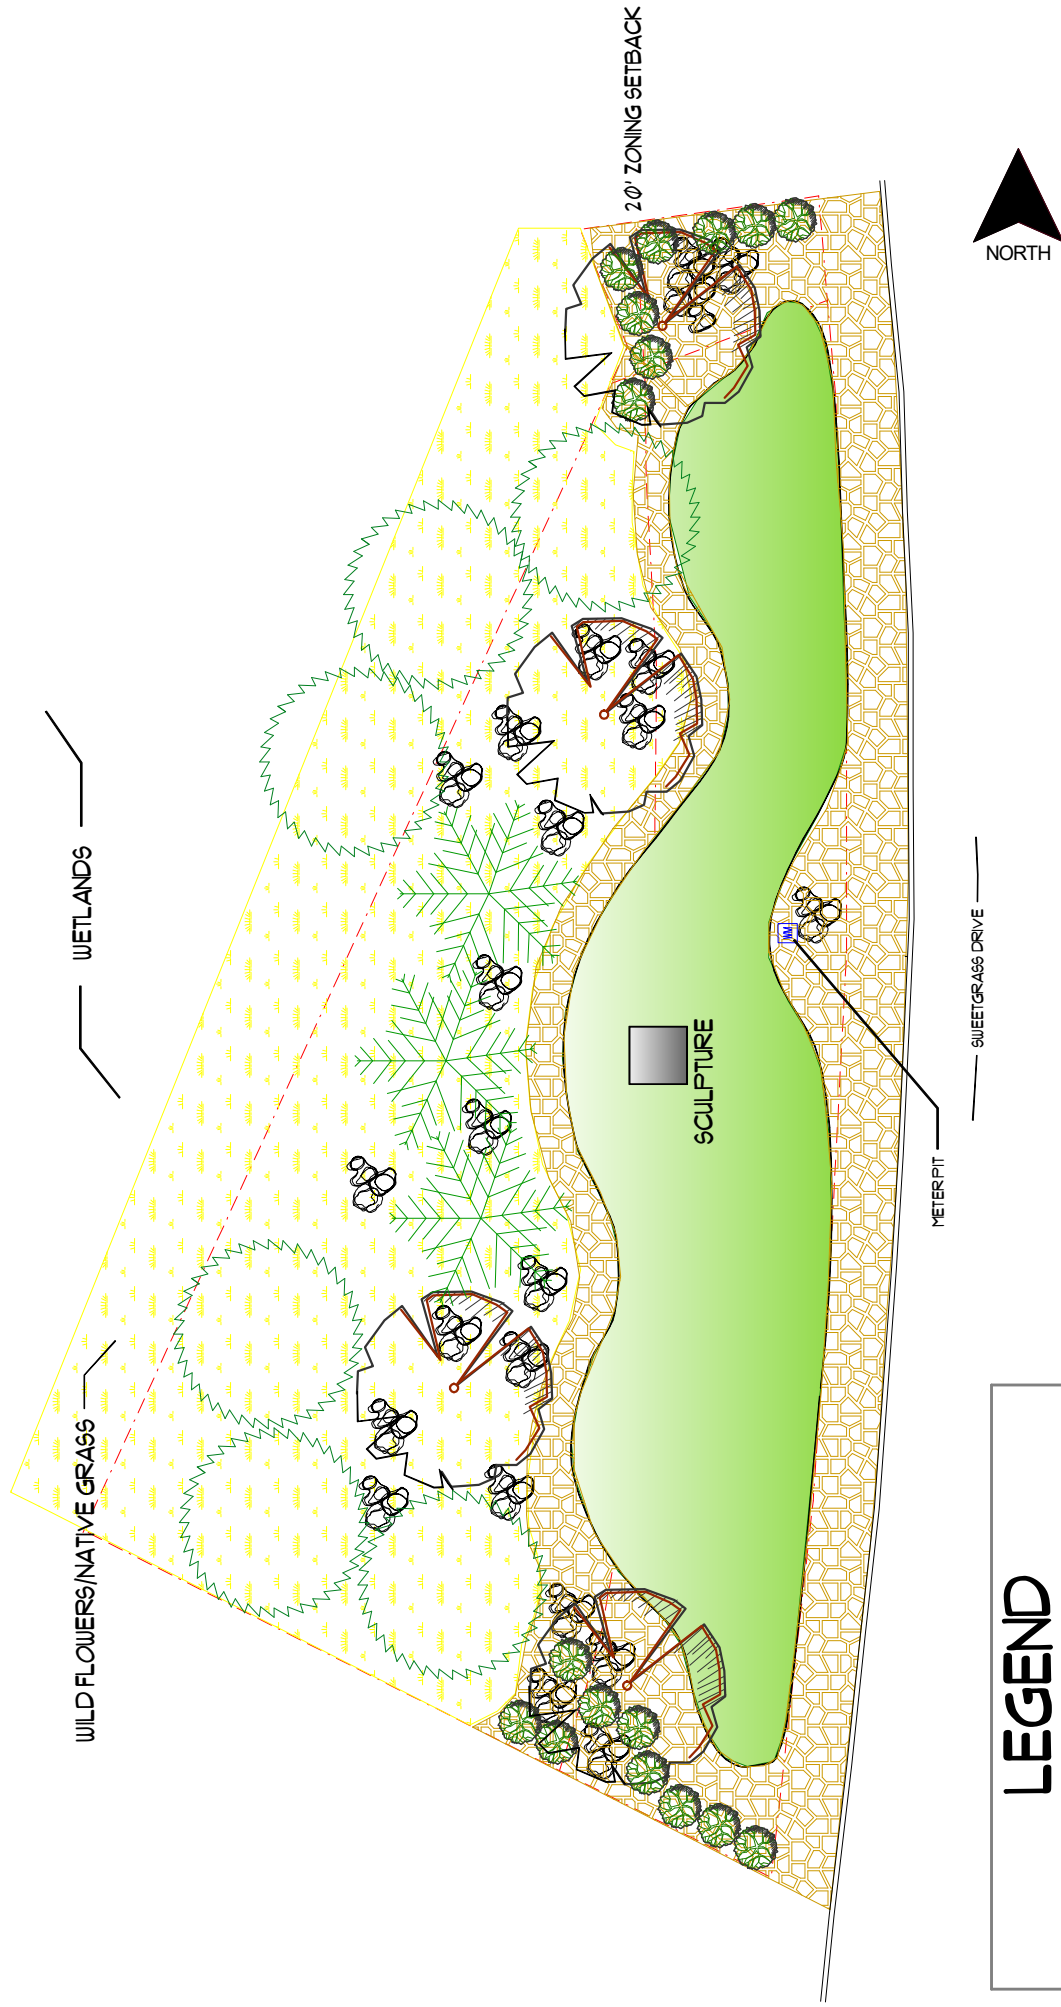 WILD FLOWERS/NATIVE GRASS
WETLANDS
20' ZONING SETBACK
SCULPTURE
WM
METER PIT
SWEETGRASS DRIVE
NORTH
LEGEND